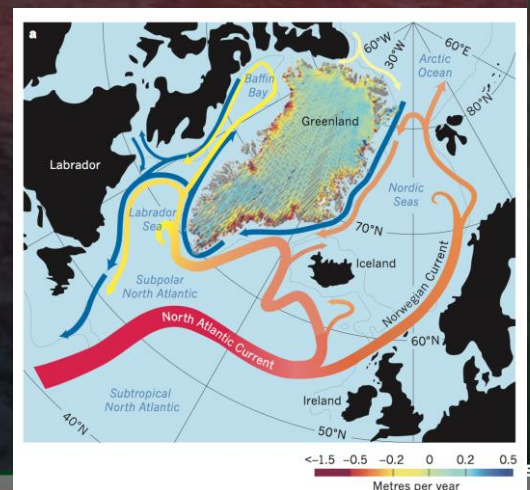 a
60°W
30°W
60°E
Arctic
Ocean
80°N
Baffin
Bay
Greenland
Labrador
Nordic
Seas
Labrador
Sea
70°N
Iceland
Subpolar
North Atlantic
Norwegian Current
North Atlantic Current
60°N
Subtropical
North Atlantic
Ireland
40°N
50°N
<–1.5 –0.5 –0.2 0 0.2 0.5
Metres per year